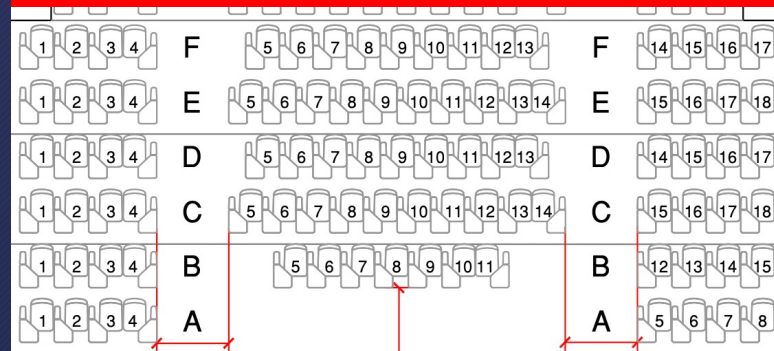 1 2 3 4 F 5 6 7 8 9 10 11 12 13 F 14 15 16 17
1 2 3 4 E 5 6 7 8 9 10 11 12 13 14 E 15 16 17 18
1 2 3 4 D 5 6 7 8 9 10 11 12 13 D 14 15 16 17
1 2 3 4 C 5 6 7 8 9 10 11 12 13 14 C 15 16 17 18
1 2 3 4 B 5 6 7 8 9 10 11 B 12 13 14 15
1 2 3 4 A A 5 6 7 8